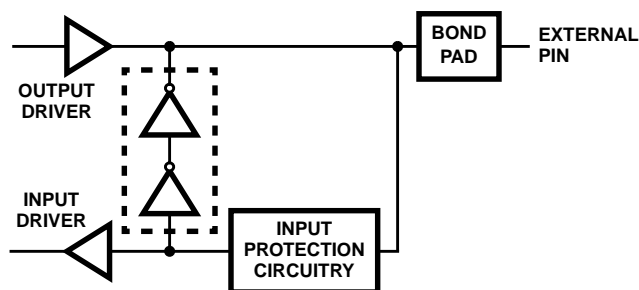 OUTPUT
DRIVER
BOND
PAD
EXTERNAL
PIN
INPUT
DRIVER
INPUT
PROTECTION
CIRCUITRY